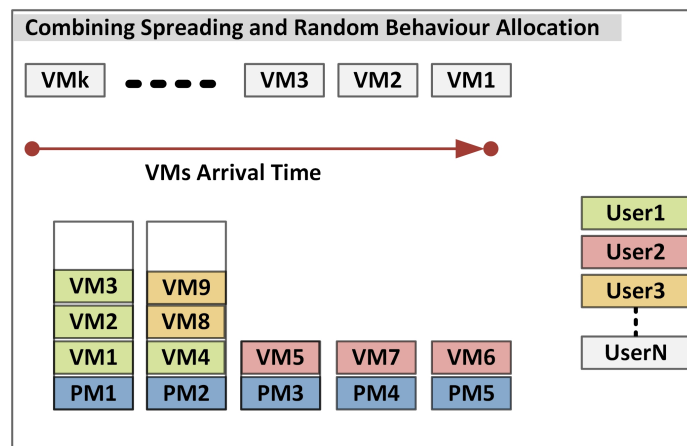 Combining Spreading and Random Behaviour Allocation
VMk VM3 VM2 VM1
VMs Arrival Time
User1
User2
User3
UserN
VM3 VM9
VM2 VM8
VM1 VM4 VM5 VM7 VM6
PM1 PM2 PM3 PM4 PM5